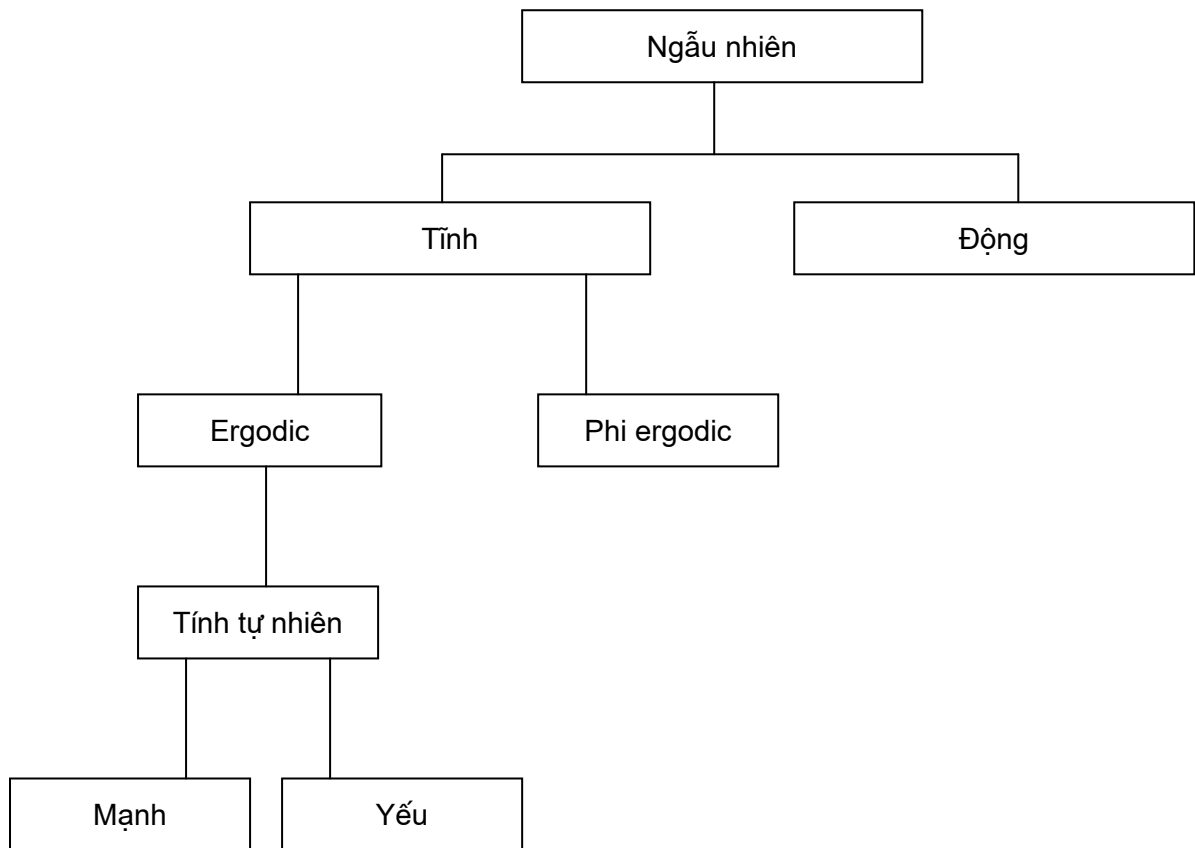 Ngẫu nhiên
Tĩnh
Động
Ergodic
Phi ergodic
Tính tự nhiên
Mạnh
Yếu